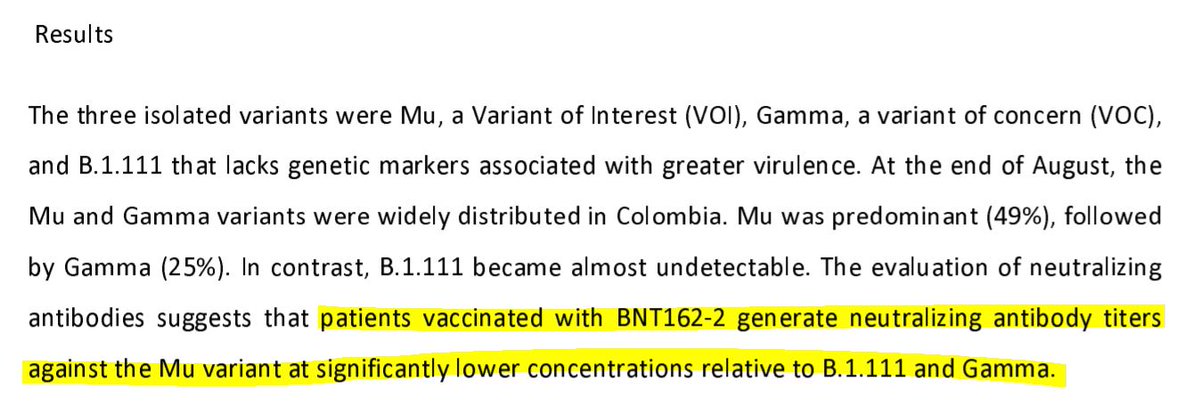 Results
The three isolated variants were Mu, a Variant of Interest (VOI), Gamma, a variant of concern (VOC),
and B.1.111 that lacks genetic markers associated with greater virulence. At the end of August, the
Mu and Gamma variants were widely distributed in Colombia. Mu was predominant (49%), followed
by Gamma (25%). In contrast, B.1.111 became almost undetectable. The evaluation of neutralizing
antibodies suggests that patients vaccinated with BNT162-2 generate neutralizing antibody titers
against the Mu variant at significantly lower concentrations relative to B.1.111 and Gamma.